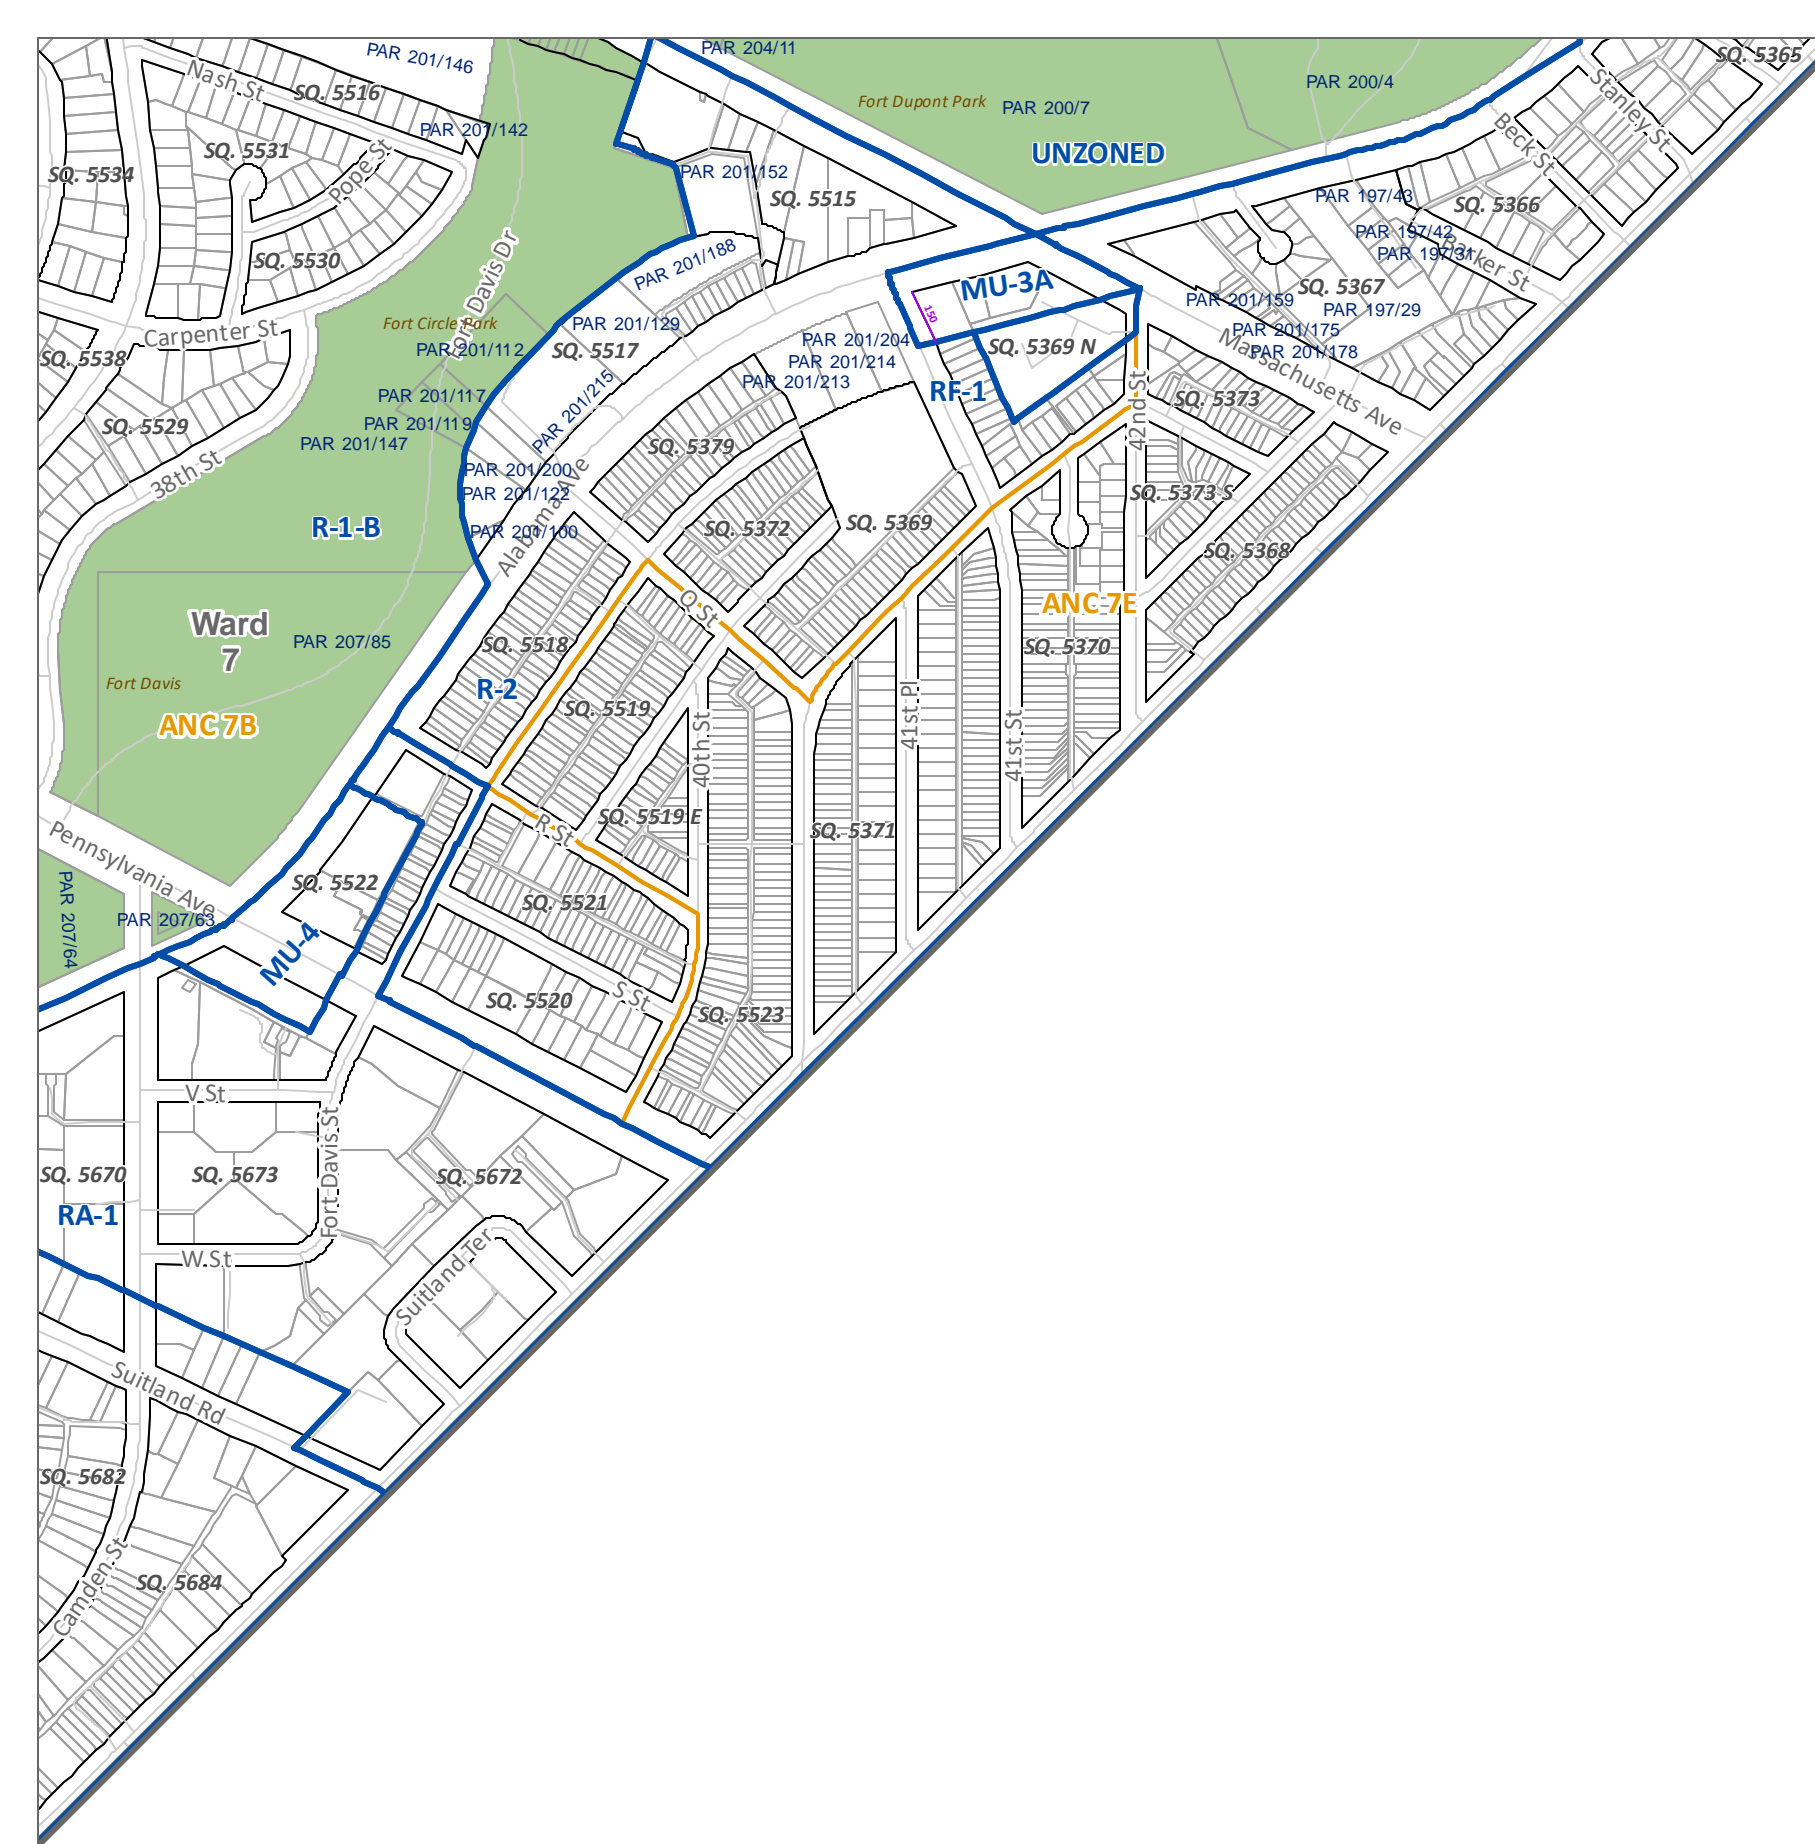 PAR 201/146
PAR 204/11
SQ. 5365
Nash St
SQ. 5516
Fort Dupont Park
PAR 200/7
PAR 200/4
Stanley St
PAR 201/142
Beck St
SQ. 5531
Pope St
UNZONED
SQ. 5534
PAR 201/152
SQ. 5515
PAR 197/43
SQ. 5366
PAR 197/42
Barker St
PAR 197/31
SQ. 5530
Fort Davis Dr
PAR 201/188
MU-3A
SQ. 5367
PAR 201/159
PAR 197/29
150
Carpenter St
Fort Circle Park
PAR 201/129
PAR 201/175
SQ. 5538
PAR 201/112
SQ. 5517
PAR 201/204
SQ. 5369 N
PAR 201/178
Massachusetts Ave
PAR 201/214
PAR 201/213
PAR 201/117
PAR 201/215
RF-1
42nd St
SQ. 5373
PAR 201/119
SQ. 5529
PAR 201/147
SQ. 5379
38th St
PAR 201/200
PAR 201/122
SQ. 5373 S
R-1-B
PAR 201/100
Alabama Ave
SQ. 5372
SQ. 5369
SQ. 5368
Ward
7
PAR 207/85
Q St
ANC 7E
SQ. 5518
SQ. 5370
Fort Davis
R-2
ANC 7B
SQ. 5519
40th St
41st Pl
41st St
Pennsylvania Ave
R St
SQ. 5519 E
SQ. 5371
SQ. 5522
PAR 207/64
PAR 207/63
SQ. 5521
MU-4
SQ. 5520
S St
SQ. 5523
V St
Fort Davis St
SQ. 5670
SQ. 5673
SQ. 5672
RA-1
W St
Suitland Ter
Suitland Rd
SQ. 5682
Camden St
SQ. 5684